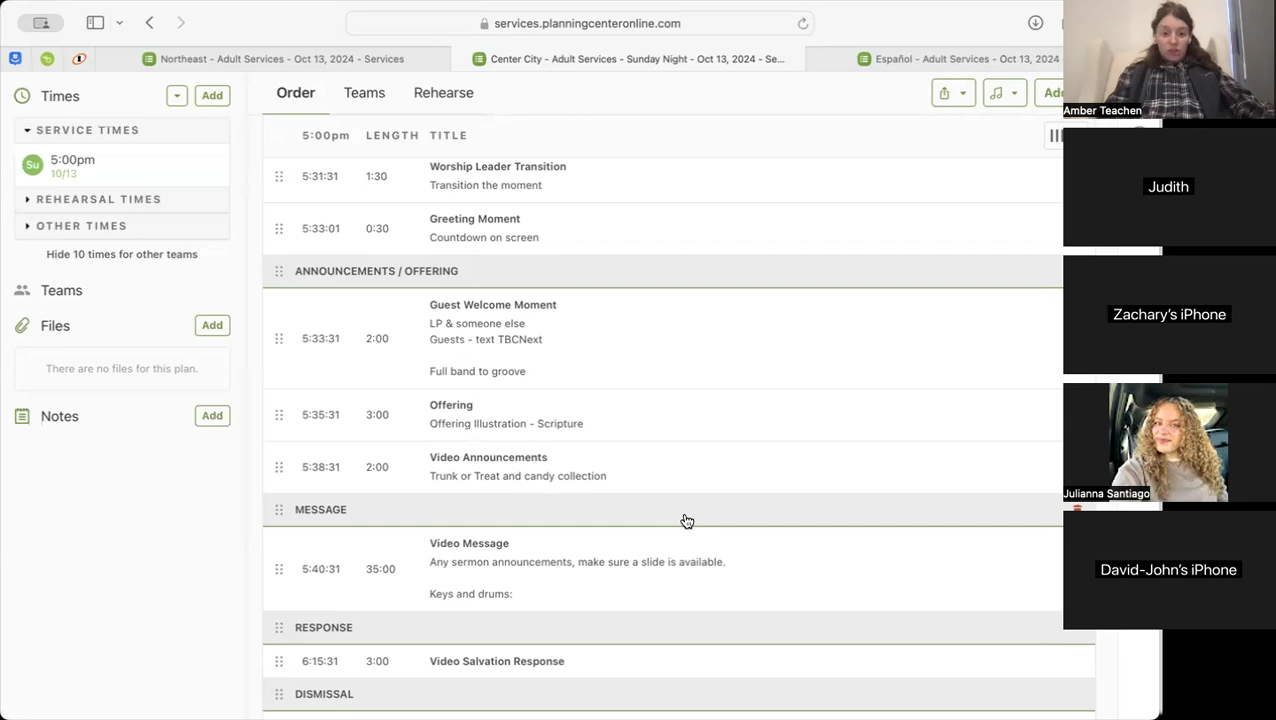 services.planningcenteronline.com
Northeast - Adult Services - Oct 13, 2024 - Services
Center City - Adult Services - Sunday Night - Oct 13, 2024 - Se...
Español - Adult Services - Oct 13, 2024
Times
Add
SERVICE TIMES
Su
5:00pm
10/13
REHEARSAL TIMES
OTHER TIMES
Hide 10 times for other teams
Teams
Files
Add
There are no files for this plan.
Notes
Add
Order
Teams
Rehearse
5:00pm LENGTH TITLE
5:31:31 1:30 Worship Leader Transition
Transition the moment
5:33:01 0:30 Greeting Moment
Countdown on screen
ANNOUNCEMENTS / OFFERING
5:33:31 2:00 Guest Welcome Moment
LP & someone else
Guests - text TBCNext
Full band to groove
5:35:31 3:00 Offering
Offering Illustration - Scripture
5:38:31 2:00 Video Announcements
Trunk or Treat and candy collection
MESSAGE
5:40:31 35:00 Video Message
Any sermon announcements, make sure a slide is available.
Keys and drums:
RESPONSE
6:15:31 3:00 Video Salvation Response
DISMISSAL
Amber Teachen
Judith
Zachary's iPhone
Julianna Santiago
David-John's iPhone